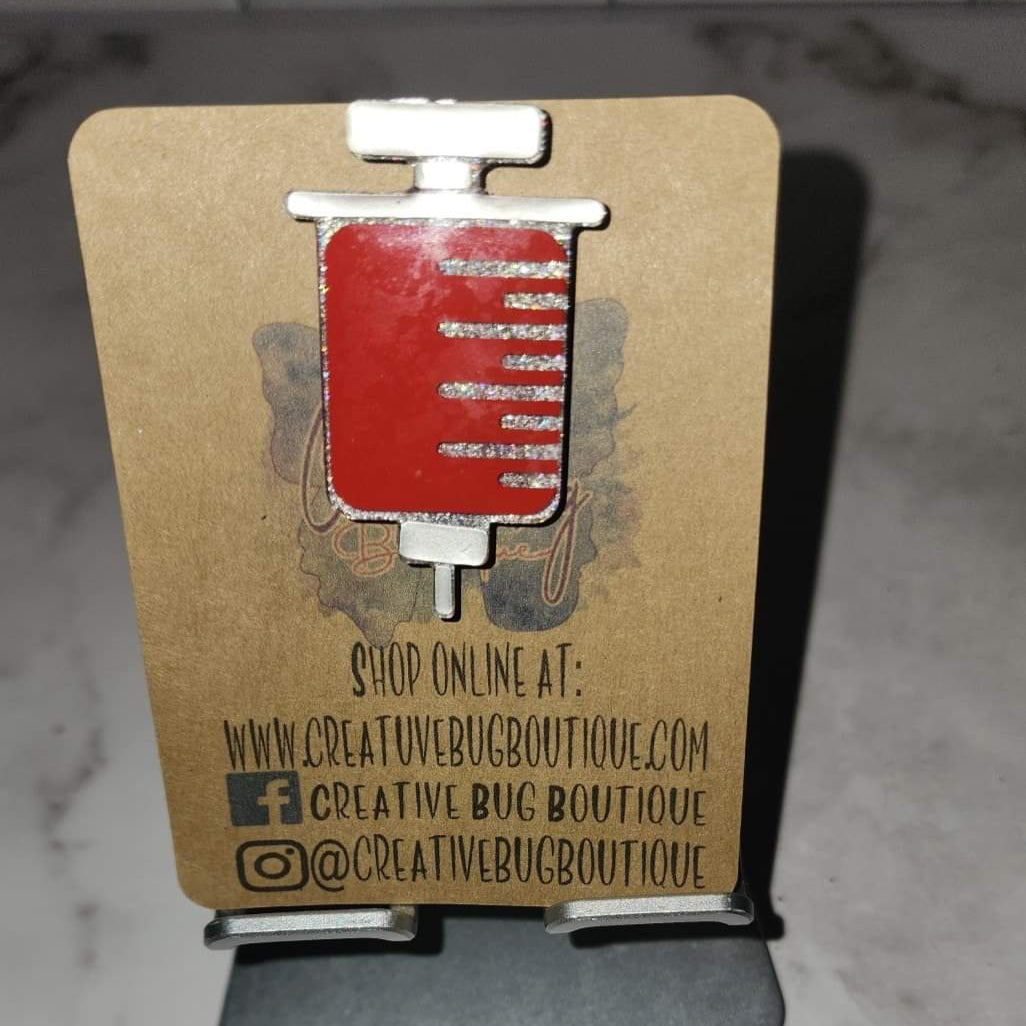 SHOP ONLINE AT:
WWW.CREATUVEBUGBOUTIQUE.COM
CREATIVE BUG BOUTIQUE
@CREATIVEBUGBOUTIQUE